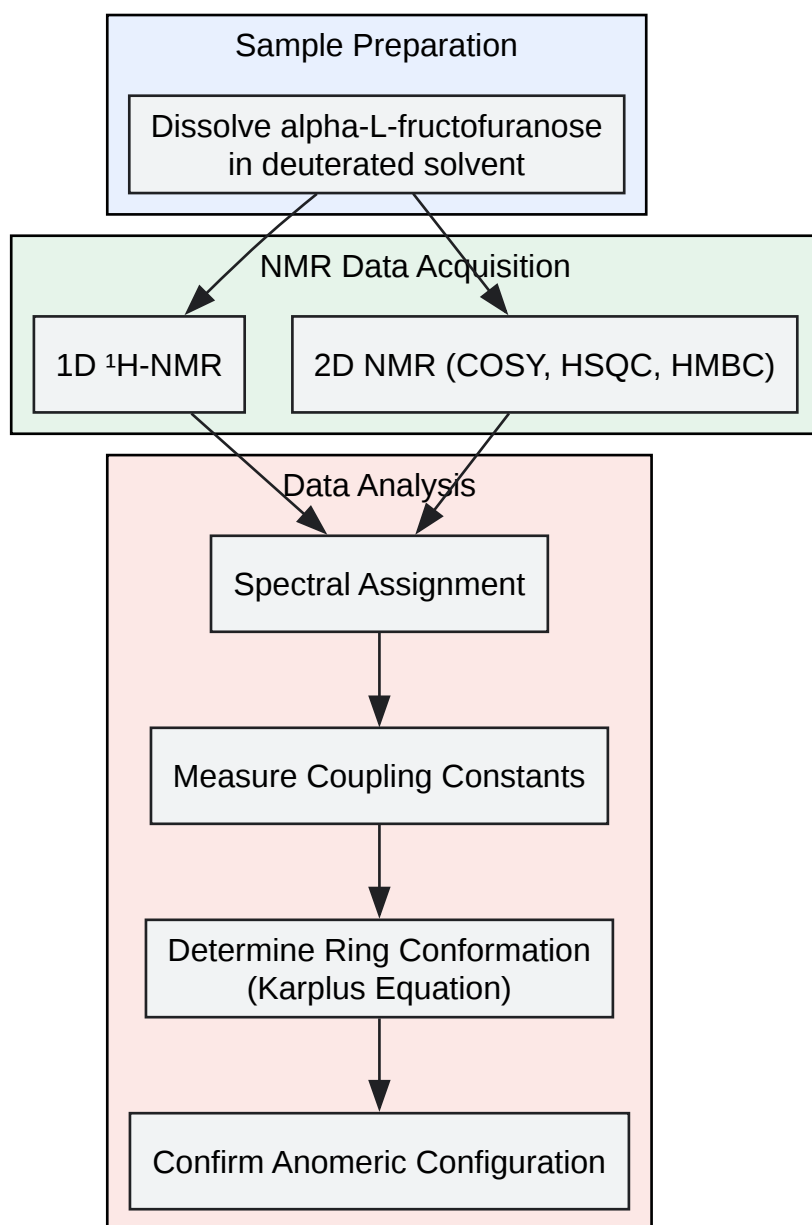 Sample Preparation
Dissolve alpha-L-fructofuranose
in deuterated solvent
NMR Data Acquisition
1D ¹H-NMR
2D NMR (COSY, HSQC, HMBC)
Data Analysis
Spectral Assignment
Measure Coupling Constants
Determine Ring Conformation
(Karplus Equation)
Confirm Anomeric Configuration